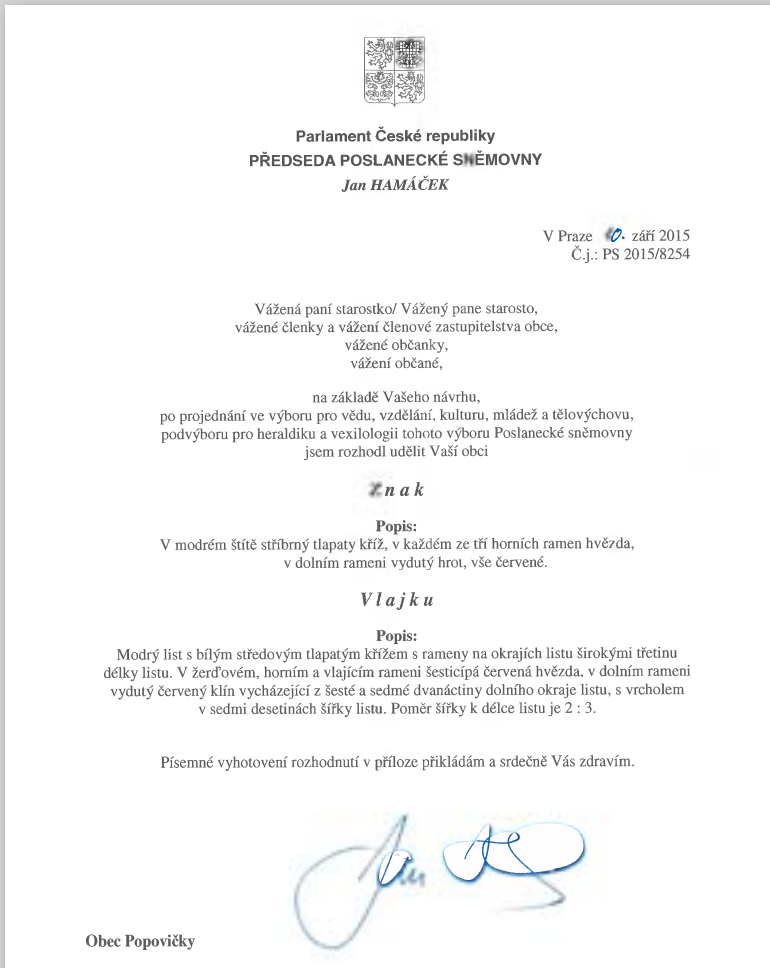 Parlament České republiky
PŘEDSEDA POSLANECKÉ SNĚMOVNY
Jan HAMÁČEK
V Praze 10. září 2015
Č.j.: PS 2015/8254
Vážená paní starostko/ Vážený pane starosto,
vážené členky a vážení členové zastupitelstva obce,
vážené občanky,
vážení občané,
na základě Vašeho návrhu,
po projednání ve výboru pro vědu, vzdělání, kulturu, mládež a tělovýchovu,
podvýboru pro heraldiku a vexilologii tohoto výboru Poslanecké sněmovny
jsem rozhodl udělit Vaší obci
Znak
Popis:
V modrém štítě stříbrný tlapaty kříž, v každém ze tří horních ramen hvězda,
v dolním rameni vydutý hrot, vše červené.
Vlajku
Popis:
Modrý list s bílým středovým tlapatým křížem s rameny na okrajích listu širokými třetinu
délky listu. V žerďovém, horním a vlajícím rameni šesticípá červená hvězda, v dolním rameni
vydutý červený klín vycházející z šesté a sedmé dvanáctiny dolního okraje listu, s vrcholem
v sedmi desetinách šířky listu. Poměr šířky k délce listu je 2 : 3.
Písemné vyhotovení rozhodnutí v příloze přikládám a srdečně Vás zdravím.
Obec Popovičky